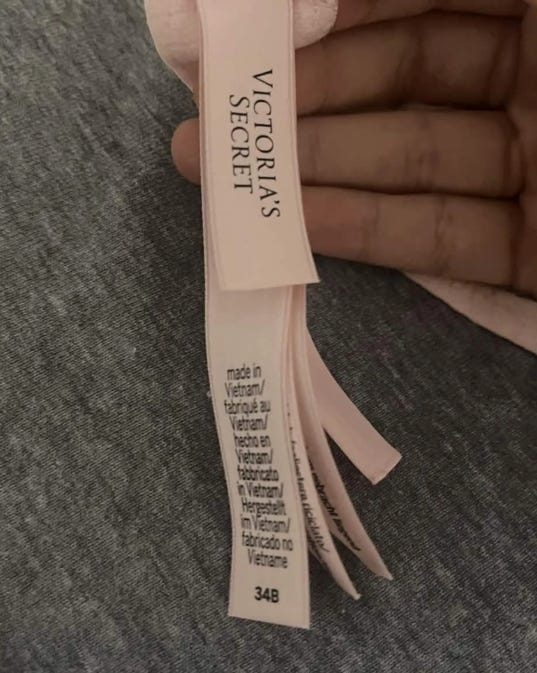 VICTORIA'S
SECRET
made in
Vietnam/
fabriqué au
Vietnam/
hecho en
Vietnam/
fabbricato
in Vietnam/
Hergestellt
im Vietnam/
fabricado no
Vietname
34B